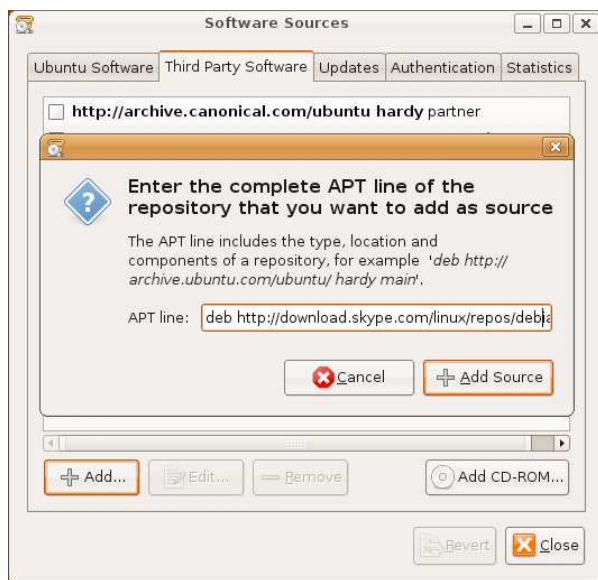 Software Sources
Ubuntu Software Third Party Software Updates Authentication Statistics
http://archive.canonical.com/ubuntu hardy partner
Enter the complete APT line of the
repository that you want to add as source
The APT line includes the type, location and
components of a repository, for example 'deb http://
archive.ubuntu.com/ubuntu/ hardy main'.
APT line: deb http://download.skype.com/linux/repos/debia
Cancel Add Source
Add... Edit... Remove Add CD-ROM...
Revert Close